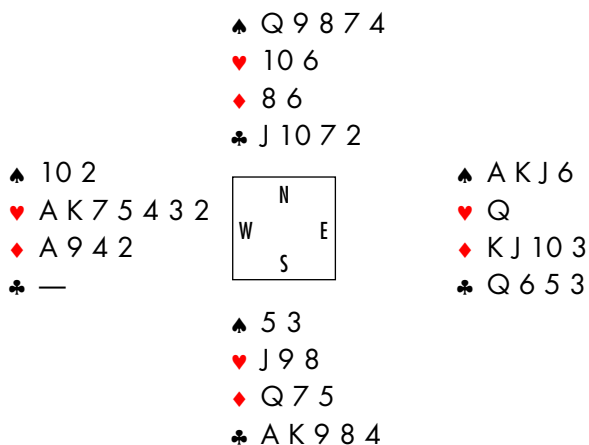 ♠ Q 9 8 7 4
♥ 10 6
♦ 8 6
♣ J 10 7 2
♠ 10 2
♥ A K 7 5 4 3 2
♦ A 9 4 2
♣ —
N
W E
S
♠ A K J 6
♥ Q
♦ K J 10 3
♣ Q 6 5 3
♠ 5 3
♥ J 9 8
♦ Q 7 5
♣ A K 9 8 4